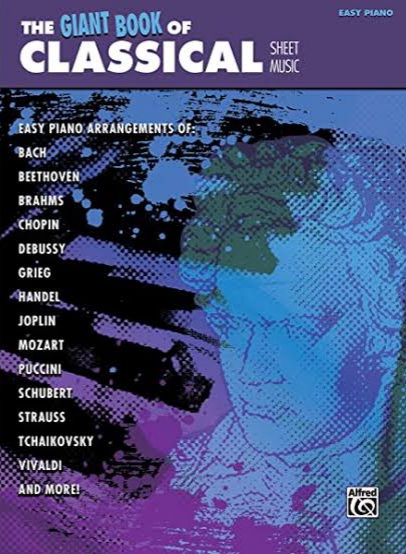 EASY PIANO
THE GIANT BOOK OF
CLASSICAL SHEET MUSIC
EASY PIANO ARRANGEMENTS OF:
BACH
BEETHOVEN
BRAHMS
CHOPIN
DEBUSSY
GRIEG
HANDEL
JOPLIN
MOZART
PUCCINI
SCHUBERT
STRAUSS
TCHAIKOVSKY
VIVALDI
AND MORE!
Alfred